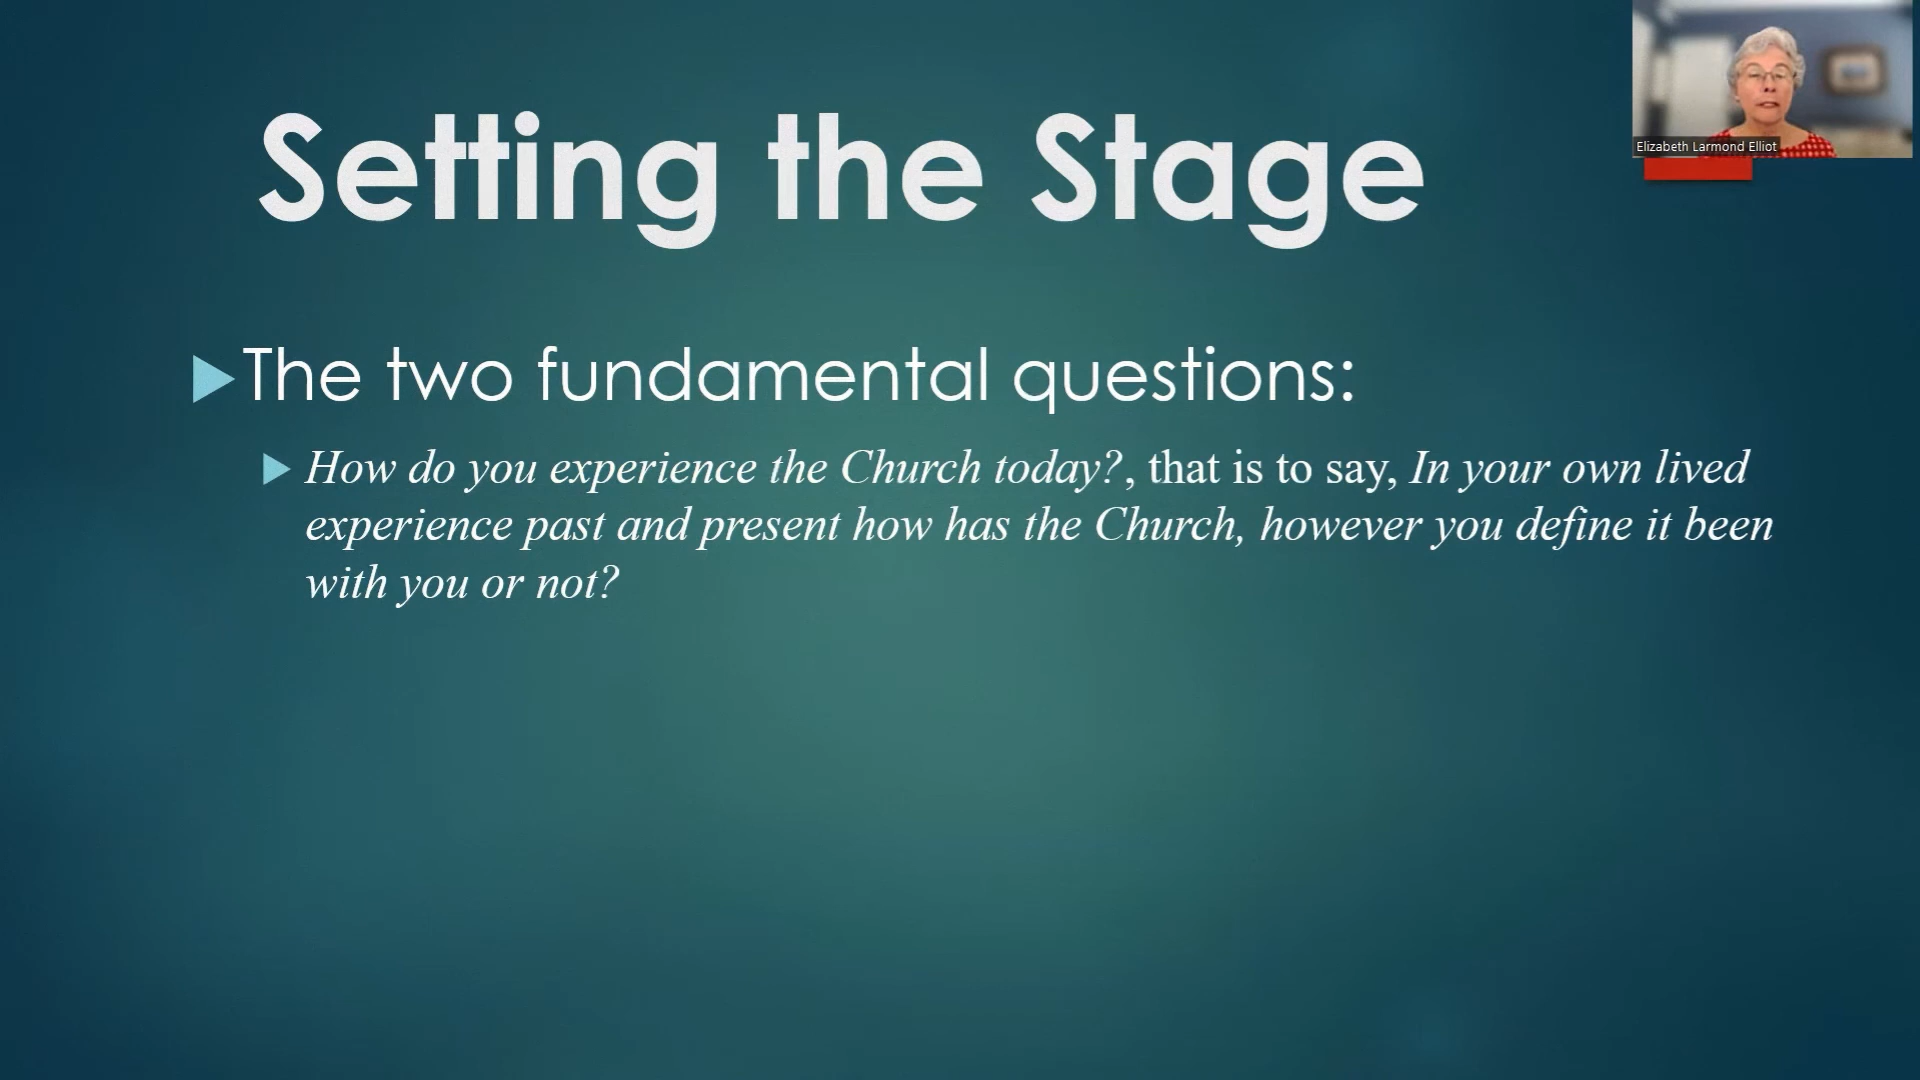 Setting the Stage
Elizabeth Larmond Elliot
The two fundamental questions:
How do you experience the Church today?, that is to say, In your own lived
experience past and present how has the Church, however you define it been
with you or not?